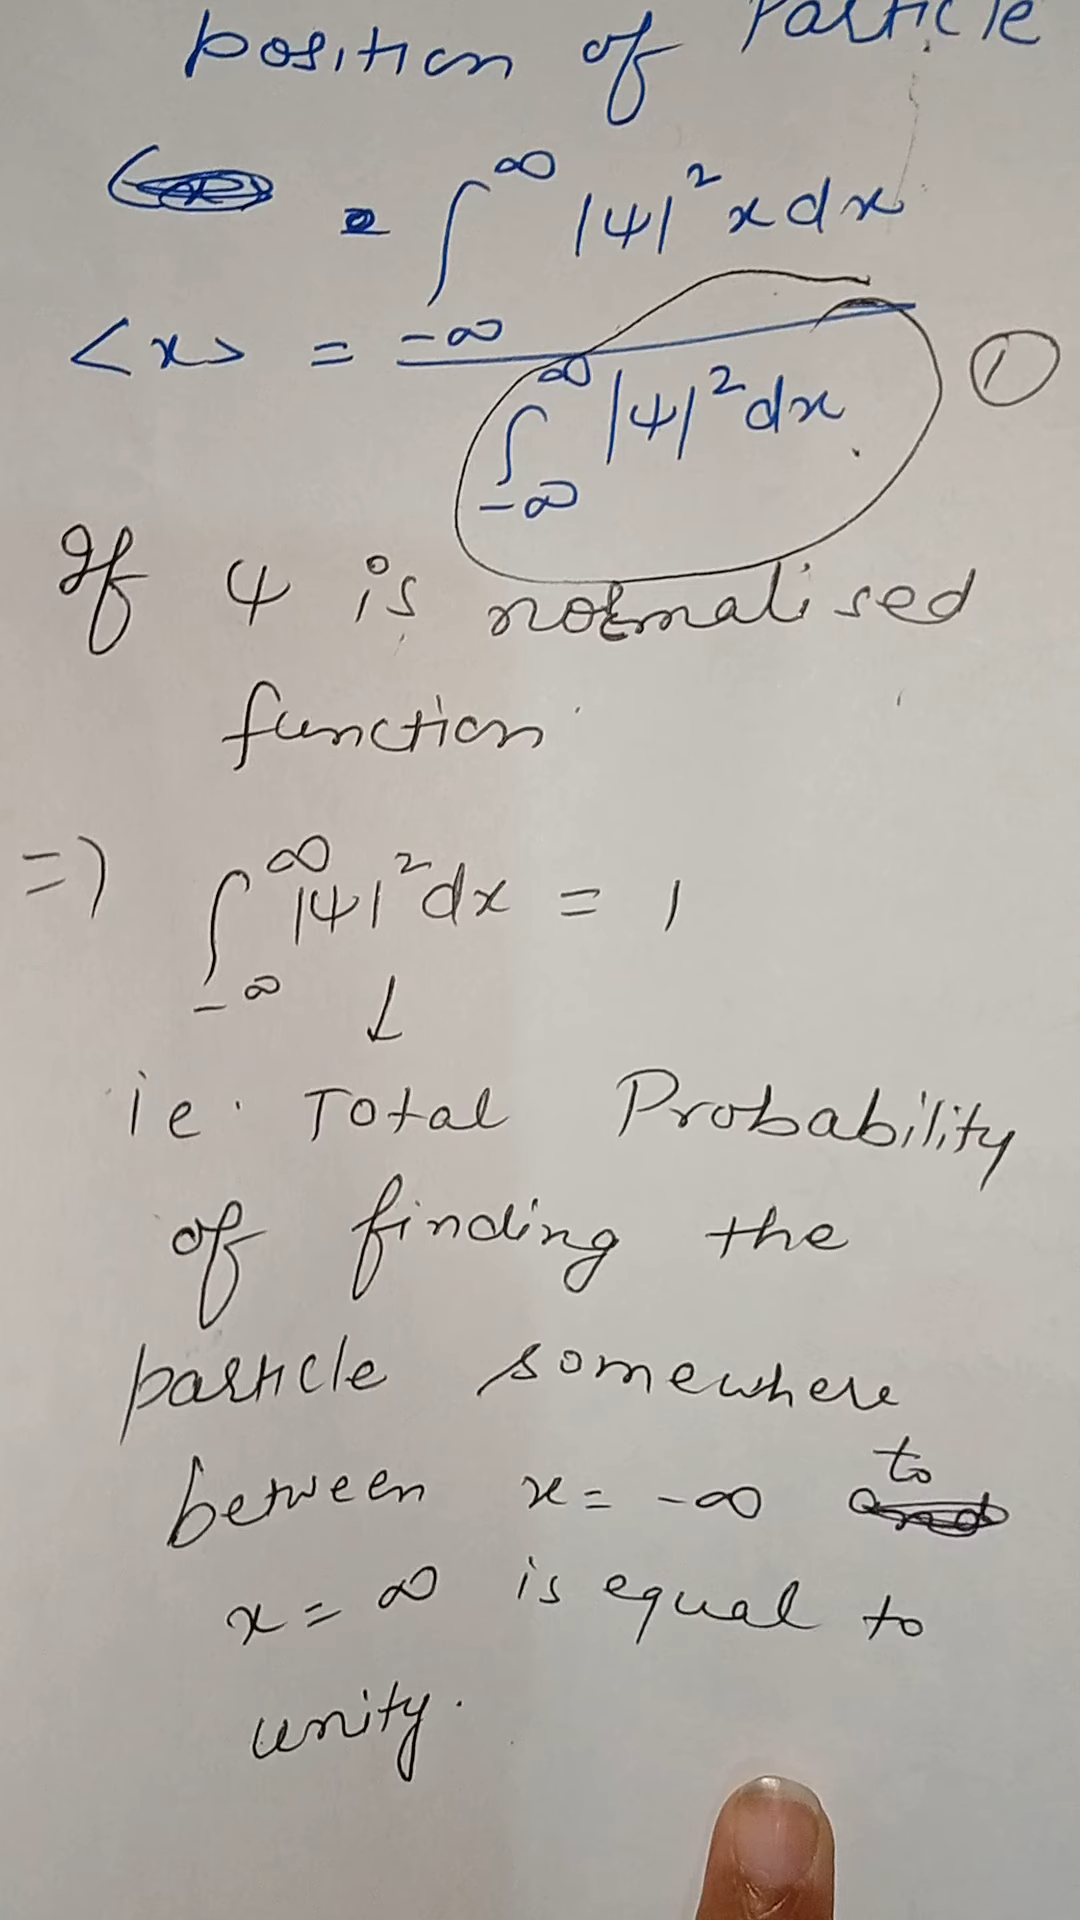 position of Particle
= ∫_{-∞}^{∞} |ψ|² x dx
<x> = ―――――――― ①
∫_{-∞}^{∞} |ψ|² dx
If ψ is normalised
function
=) ∫_{-∞}^{∞} |ψ|² dx = 1
↓
ie. Total Probability
of finding the
particle somewhere
between x = -∞ to
x = ∞ is equal to
unity.